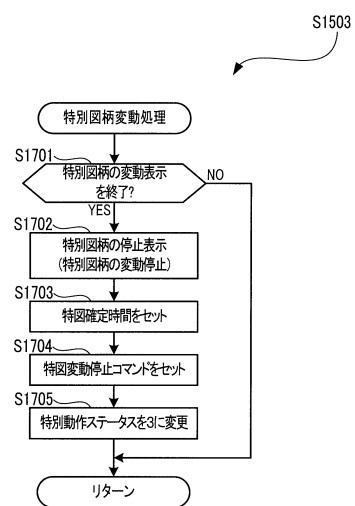 S1503
特別図柄変動処理
S1701
特別図柄の変動表示
を終了?
NO
YES
S1702
特別図柄の停止表示
(特別図柄の変動停止)
S1703
特図確定時間をセット
S1704
特図変動停止コマンドをセット
S1705
特別動作ステータスを3に変更
リターン